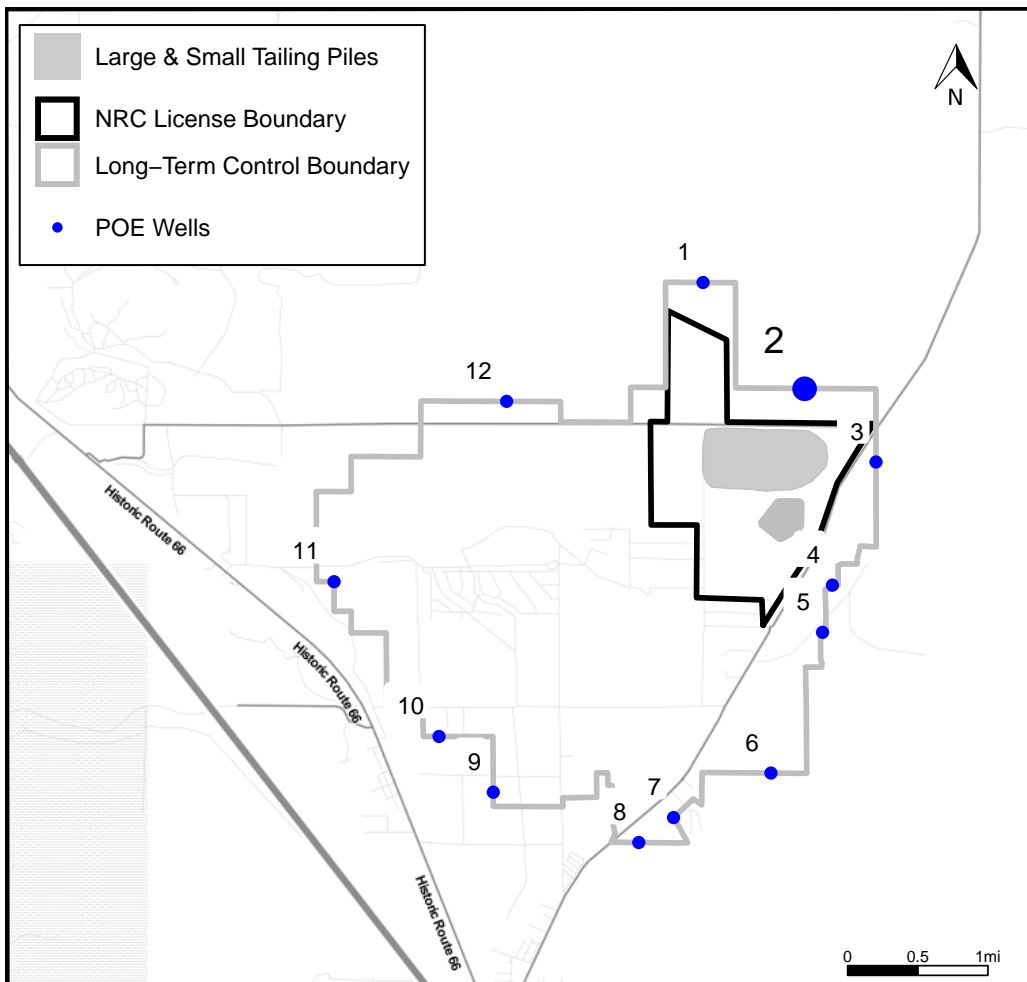 Large & Small Tailing Piles
NRC License Boundary
Long−Term Control Boundary
POE Wells
N
1
2
12
3
Historic Route 66
11
4
5
Historic Route 66
10
6
9
7
8
Historic Route 66
0 0.5 1mi